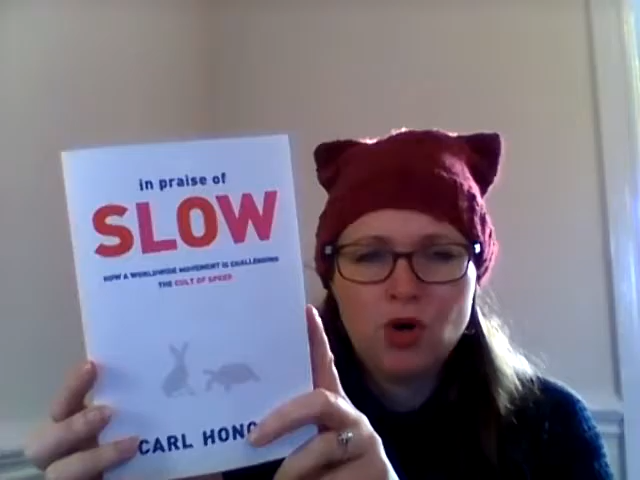 in praise of
SLOW
HOW A WORLDWIDE MOVEMENT IS CHALLENGING
THE CULT OF SPEED
CARL HONO